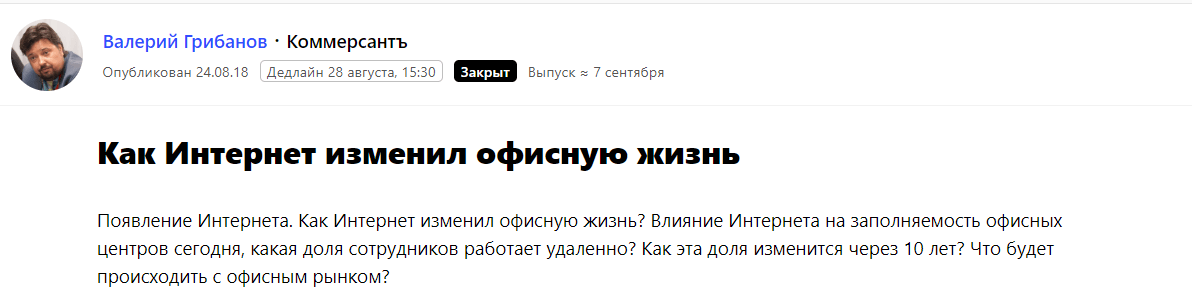 Валерий Грибанов · Коммерсантъ
Опубликован 24.08.18 Дедлайн 28 августа, 15:30 Закрыт Выпуск ≈ 7 сентября
Как Интернет изменил офисную жизнь
Появление Интернета. Как Интернет изменил офисную жизнь? Влияние Интернета на заполняемость офисных
центров сегодня, какая доля сотрудников работает удаленно? Как эта доля изменится через 10 лет? Что будет
происходить с офисным рынком?